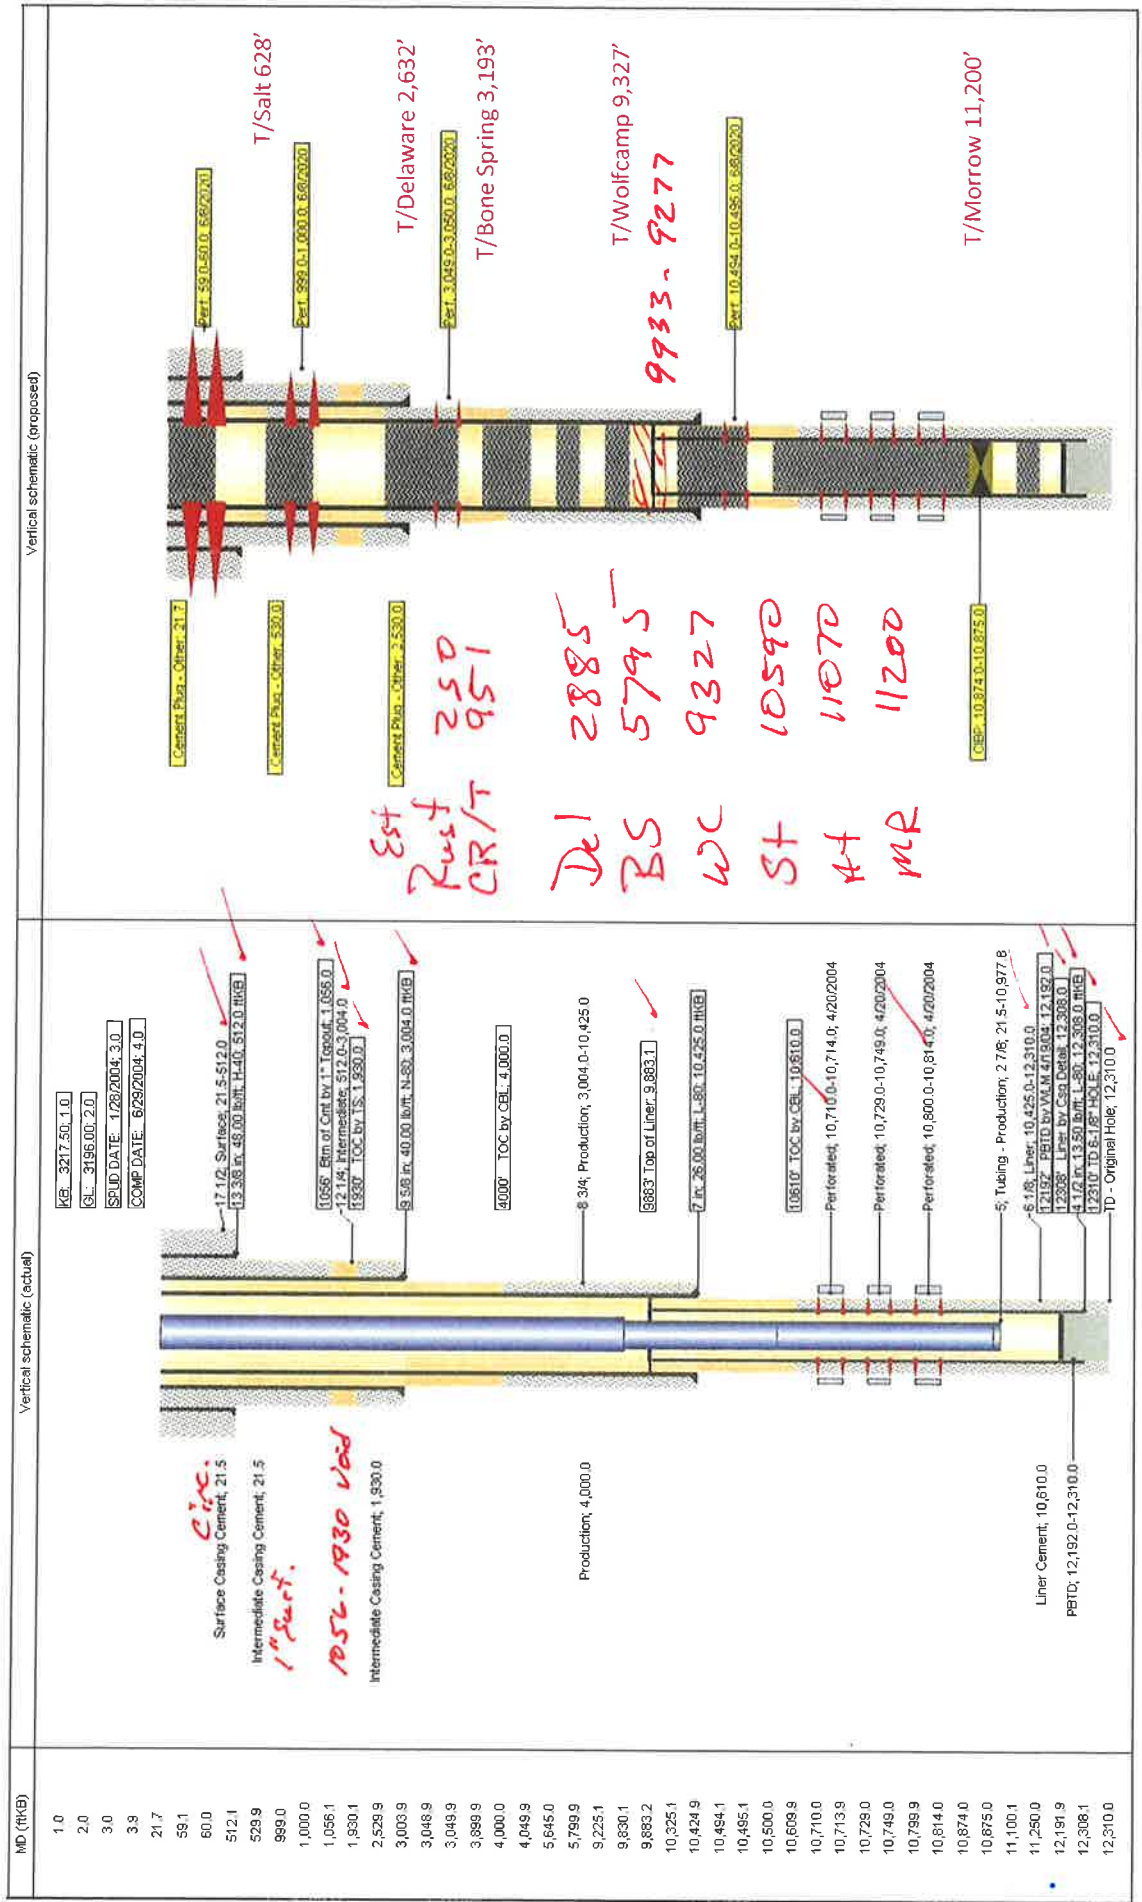 MD (ftKB)
Vertical schematic (actual)
Vertical schematic (proposed)
1.0
2.0
3.0
3.9
21.7
59.1
60.0
512.1
529.9
999.0
1,000.0
1,056.1
1,930.1
2,529.9
3,003.9
3,048.9
3,049.9
3,899.9
4,000.0
4,049.9
5,645.0
5,799.9
9,225.1
9,830.1
9,883.2
10,325.1
10,424.9
10,494.1
10,495.1
10,500.0
10,609.9
10,710.0
10,713.9
10,729.0
10,749.0
10,799.9
10,814.0
10,874.0
10,875.0
11,100.1
11,250.0
12,191.9
12,308.1
12,310.0
Circ.
Surface Casing Cement; 21.5
Intermediate Casing Cement; 21.5
1" Surf.
1056-1930 Void
Intermediate Casing Cement; 1,930.0
Production; 4,000.0
Liner Cement; 10,610.0
PBTD; 12,192.0-12,310.0
KB: 3217.50; 1.0
GL: 3196.00; 2.0
SPUD DATE: 1/28/2004; 3.0
COMP DATE: 6/29/2004; 4.0
17 1/2; Surface; 21.5-512.0
13 3/8 in; 48.00 lb/ft; H-40; 512.0 ftKB
1056' Btm of Cmt by 1" Topout; 1,056.0
12 1/4; Intermediate; 512.0-3,004.0
1930' TOC by TS; 1,930.0
9 5/8 in; 40.00 lb/ft; N-80; 3,004.0 ftKB
4000' TOC by CBL; 4,000.0
8 3/4; Production; 3,004.0-10,425.0
9883' Top of Liner; 9,883.1
7 in; 26.00 lb/ft; L-80; 10,425.0 ftKB
10610' TOC by CBL; 10,610.0
Perforated; 10,710.0-10,714.0; 4/20/2004
Perforated; 10,729.0-10,749.0; 4/20/2004
Perforated; 10,800.0-10,814.0; 4/20/2004
5; Tubing - Production; 2 7/8; 21.5-10,977.8
6 1/8; Liner; 10,425.0-12,310.0
12192' PBTD by WLM 4/19/04; 12,192.0
12308' Liner by Csg Detail; 12,308.0
4 1/2 in; 13.50 lb/ft; L-80; 12,308.0 ftKB
12310' TD 6-1/8" HOLE; 12,310.0
TD - Original Hole; 12,310.0
Cement Plug - Other; 21.7
Cement Plug - Other; 530.0
Cement Plug - Other; 2,530.0
Est
Rust 250
CR/T 951
Del 2885
BS 5795
WC 9327
St 10590
At 11070
MR 11200
CIBP; 10,874.0-10,875.0
Perf; 59.0-60.0; 6/8/2020
T/Salt 628'
Perf; 999.0-1,000.0; 6/8/2020
T/Delaware 2,632'
Perf; 3,049.0-3,050.0; 6/8/2020
T/Bone Spring 3,193'
T/Wolfcamp 9,327'
9933-9277
Perf; 10,494.0-10,495.0; 6/8/2020
T/Morrow 11,200'